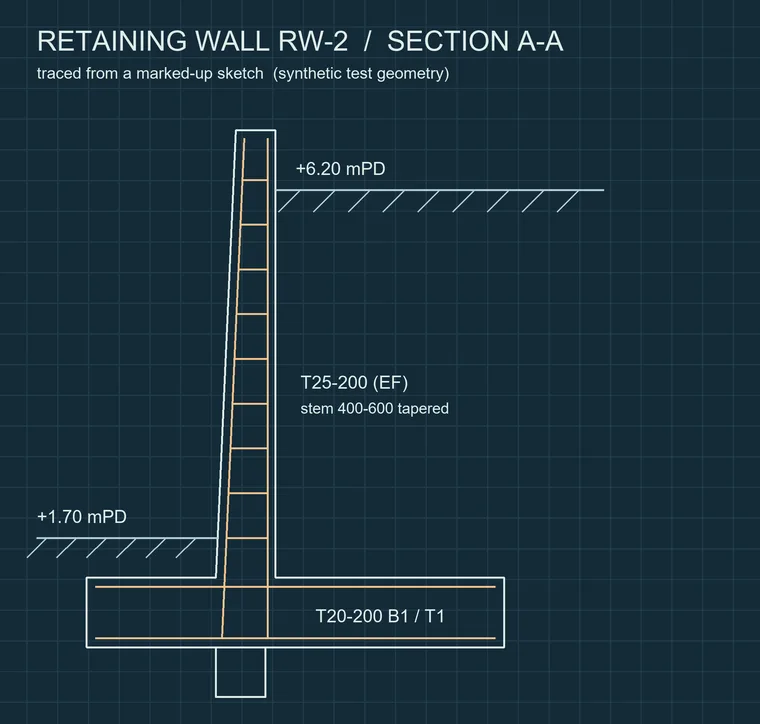 RETAINING WALL RW-2 / SECTION A-A
traced from a marked-up sketch (synthetic test geometry)
+6.20 mPD
T25-200 (EF)
stem 400-600 tapered
+1.70 mPD
T20-200 B1 / T1